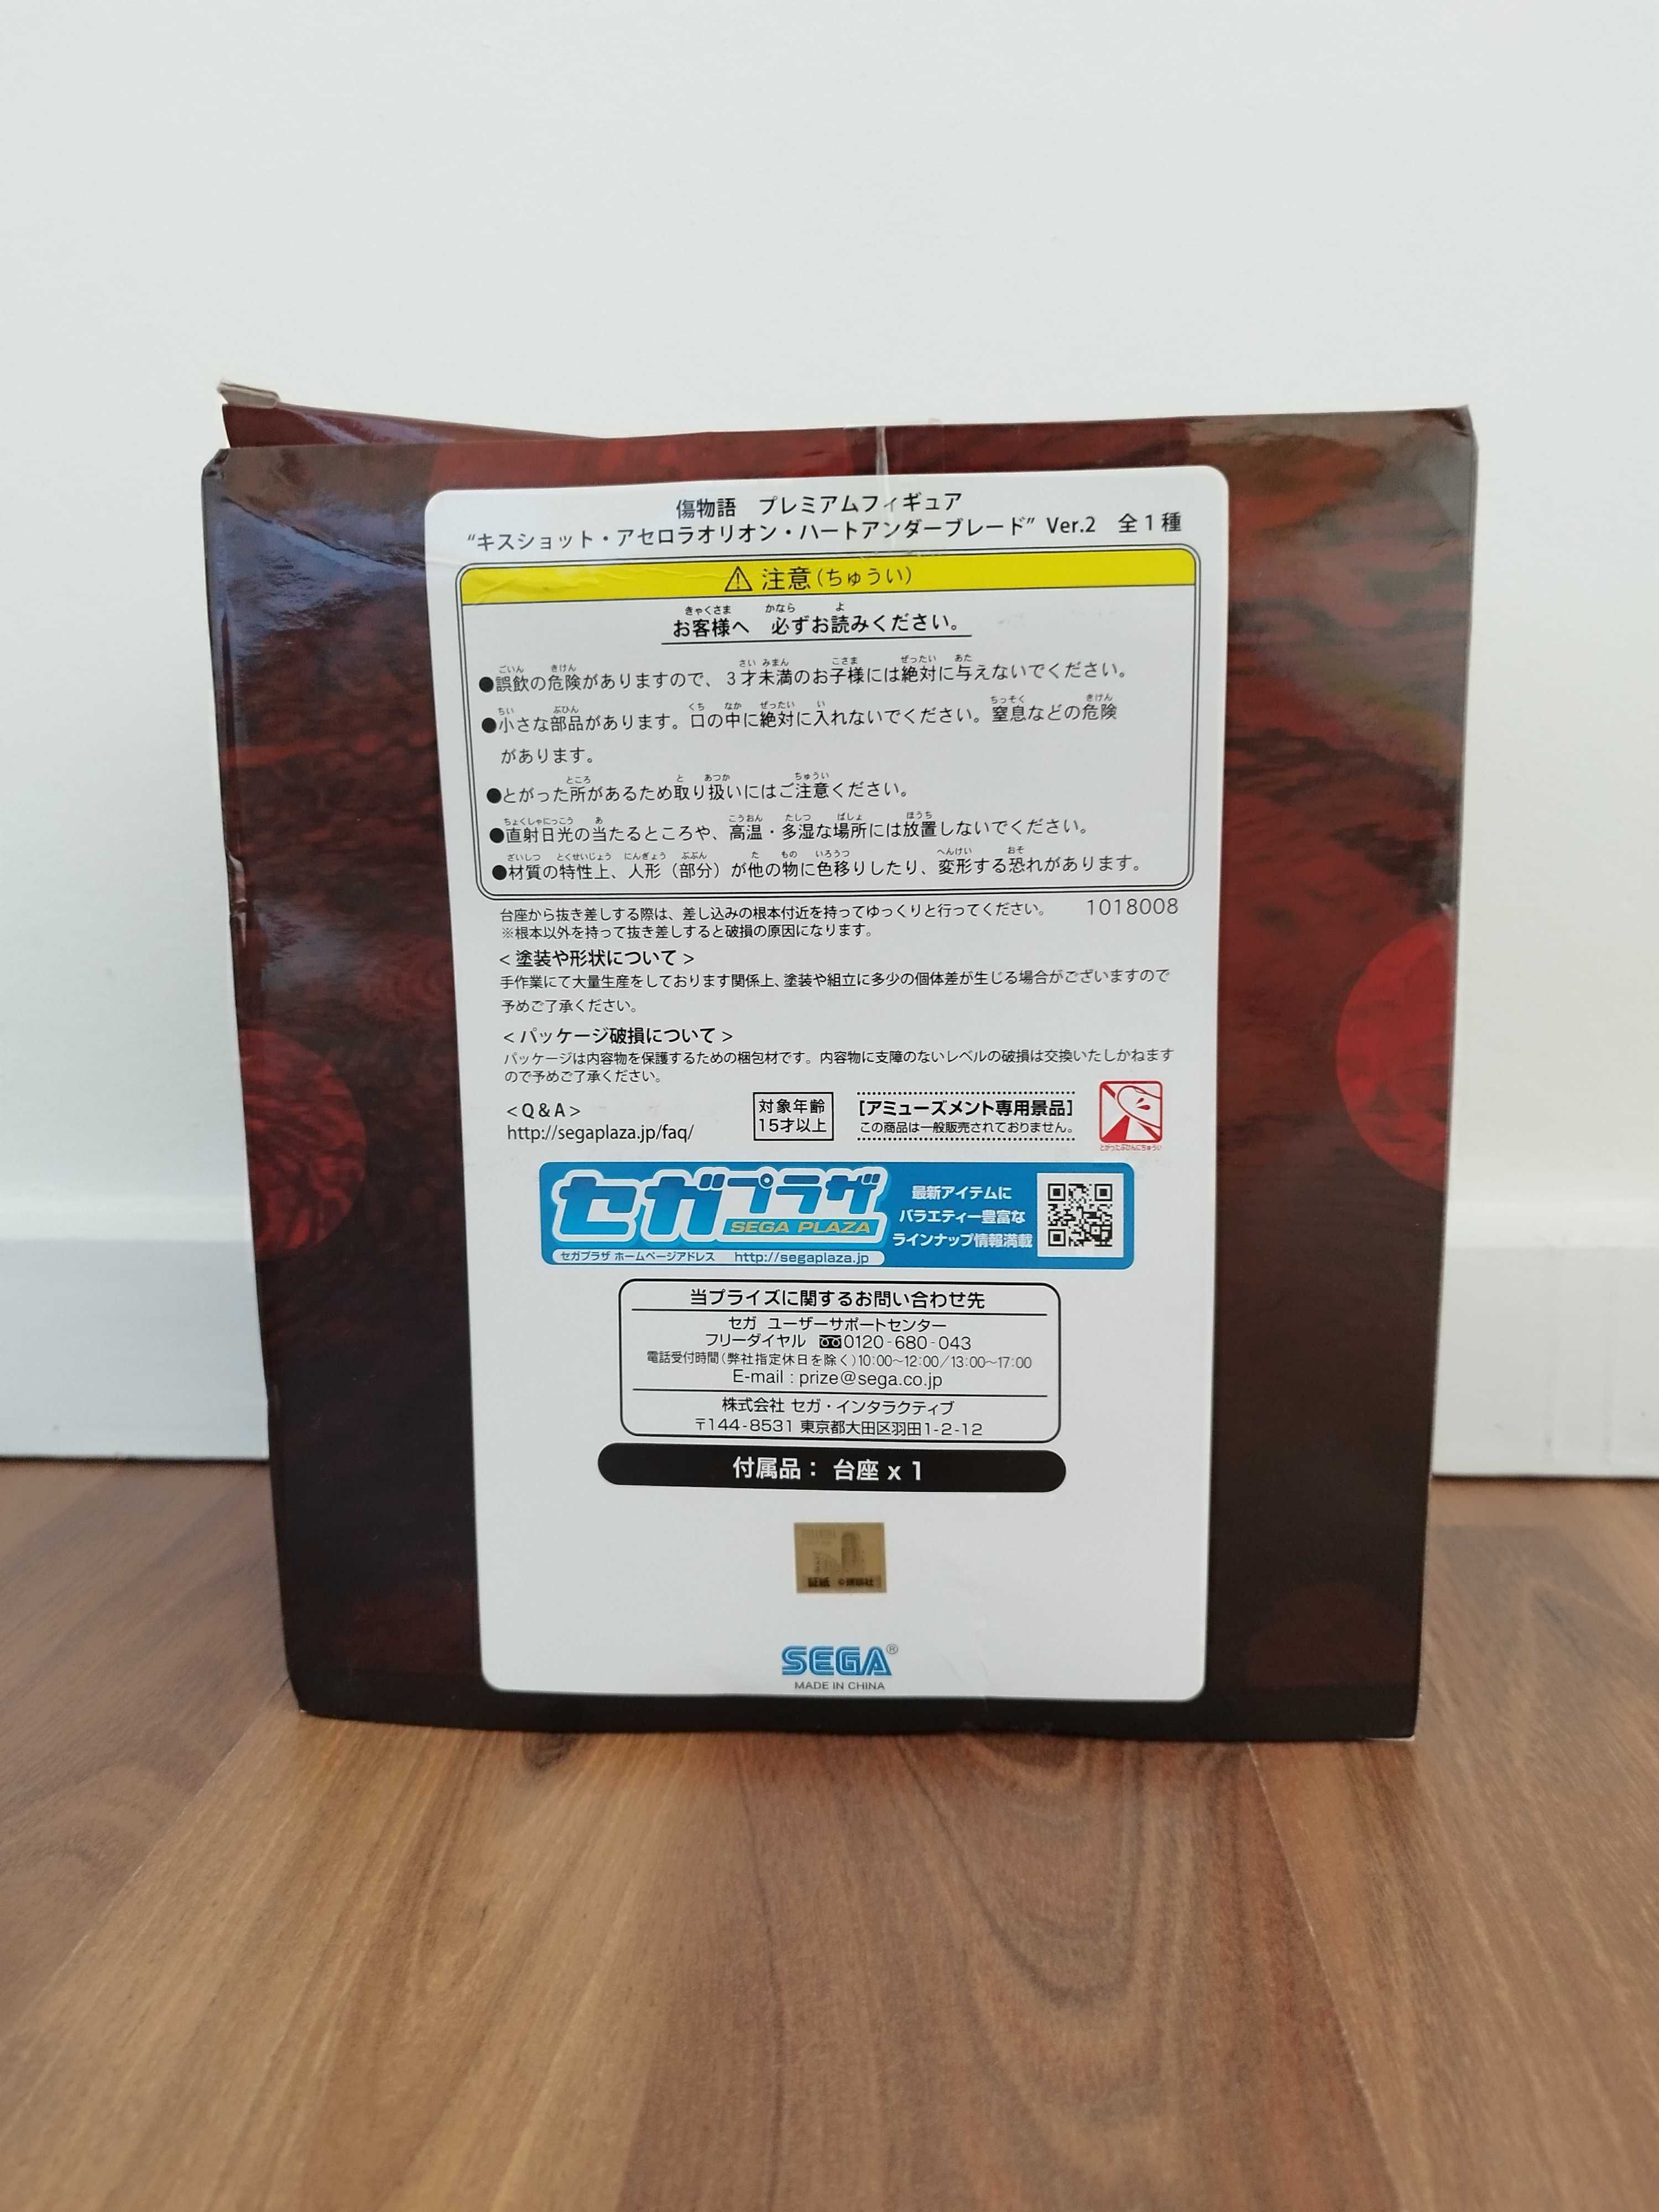 傷物語　プレミアムフィギュア
“キスショット・アセロラオリオン・ハートアンダーブレード” Ver.2　全1種
⚠ 注意（ちゅうい）
お客様へ　必ずお読みください。
●誤飲の危険がありますので、3才未満のお子様には絶対に与えないでください。
●小さな部品があります。口の中に絶対に入れないでください。窒息などの危険
があります。
●とがった所があるため取り扱いにはご注意ください。
●直射日光の当たるところや、高温・多湿な場所には放置しないでください。
●材質の特性上、人形（部分）が他の物に色移りしたり、変形する恐れがあります。
台座から抜き差しする際は、差し込みの根本付近を持ってゆっくりと行ってください。　1018008
※根本以外を持って抜き差しすると破損の原因になります。
＜塗装や形状について＞
手作業にて大量生産をしております関係上、塗装や組立に多少の個体差が生じる場合がございますので
予めご了承ください。
＜パッケージ破損について＞
パッケージは内容物を保護するための梱包材です。内容物に支障のないレベルの破損は交換いたしかねます
ので予めご了承ください。
＜Q&A＞
http://segaplaza.jp/faq/
対象年齢
15才以上
［アミューズメント専用景品］
この商品は一般販売されておりません。
とがったぶひんにちゅうい
セガプラザ
SEGA PLAZA
セガプラザ ホームページアドレス　http://segaplaza.jp
最新アイテムに
バラエティー豊富な
ラインナップ情報満載
当プライズに関するお問い合わせ先
セガ ユーザーサポートセンター
フリーダイヤル 0120-680-043
電話受付時間（弊社指定休日を除く）10:00～12:00/13:00～17:00
E-mail : prize@sega.co.jp
株式会社 セガ・インタラクティブ
〒144-8531 東京都大田区羽田1-2-12
付属品： 台座 x 1
証紙 ©講談社
SEGA®
MADE IN CHINA